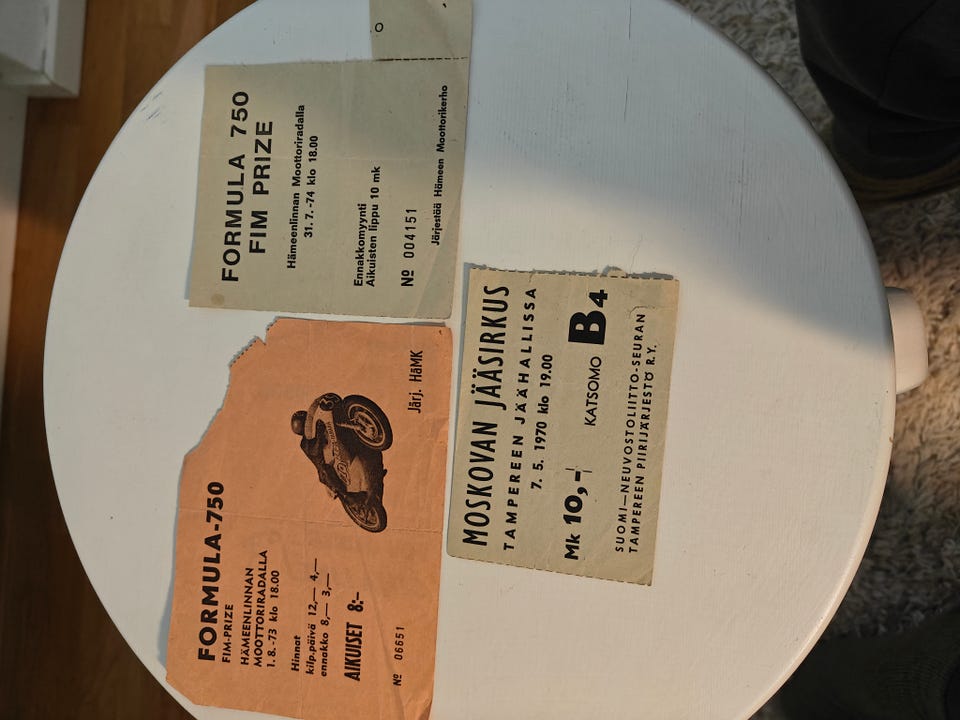 O
FORMULA 750
FIM PRIZE
Hämeenlinnan Moottoriradalla
31. 7. -74 klo 18.00
Ennakkomyynti
Aikuisten lippu 10 mk
Nº 004151
Järjestää Hämeen Moottorikerho
FORMULA-750
FIM-PRIZE
HÄMEENLINNAN
MOOTTORIRADALLA
1. 8. -73 klo 18.00
Hinnat
kilp.päivä 12,— 4,—
ennakko 8,— 3,—
AIKUISET 8:-
Nº 06651
Järj. HäMK
MOSKOVAN JÄÄSIRKUS
TAMPEREEN JÄÄHALLISSA
7. 5. 1970 klo 19.00
Mk 10,-
KATSOMO B4
SUOMI—NEUVOSTOLIITTO-SEURAN
TAMPEREEN PIIRIJÄRJESTÖ R.Y.